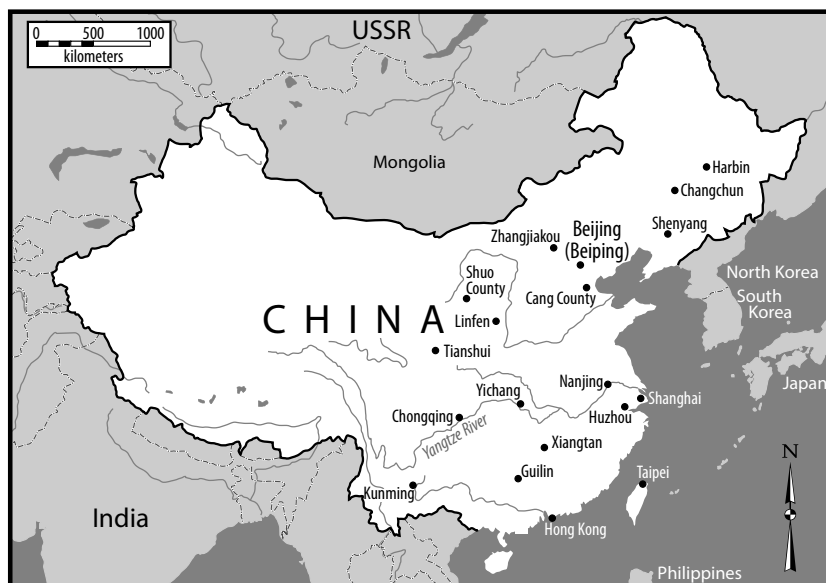 USSR
0 500 1000
kilometers
Mongolia
Harbin
Changchun
Shenyang
Zhangjiakou
Beijing
(Beiping)
Shuo
County
Cang County
North Korea
South
Korea
CHINA
Linfen
Tianshui
Nanjing
Japan
Yichang
Shanghai
Chongqing
Huzhou
Yangtze River
Xiangtan
N
Guilin
Taipei
Kunming
India
Hong Kong
Philippines